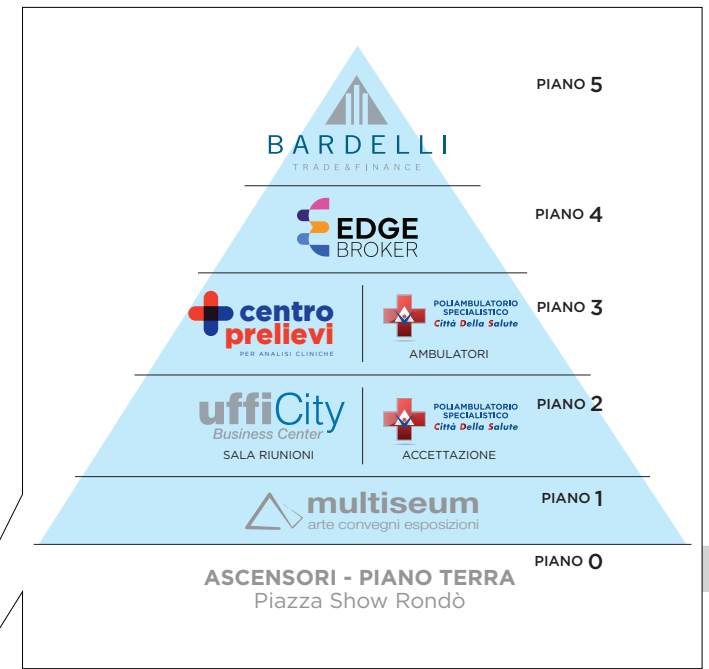 PIANO 5
BARDELLI
TRADE&FINANCE
PIANO 4
EDGE
BROKER
PIANO 3
centro
prelievi
PER ANALISI CLINICHE
POLIAMBULATORIO
SPECIALISTICO
Città Della Salute
AMBULATORI
PIANO 2
uffiCity
Business Center
SALA RIUNIONI
POLIAMBULATORIO
SPECIALISTICO
Città Della Salute
ACCETTAZIONE
PIANO 1
multiseum
arte convegni esposizioni
PIANO 0
ASCENSORI - PIANO TERRA
Piazza Show Rondò